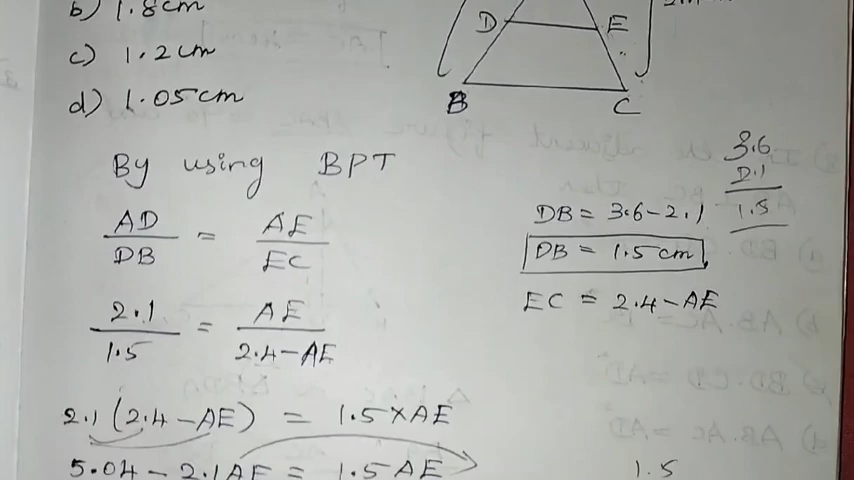 b) 1.8cm
c) 1.2cm
d) 1.05cm
D E
B C
By using BPT
AD/DB = AE/EC
2.1/1.5 = AE/2.4-AE
2.1(2.4-AE) = 1.5×AE
5.04-2.1AE = 1.5AE
3.6
2.1
1.5
DB = 3.6-2.1
DB = 1.5cm
EC = 2.4-AE
1.5